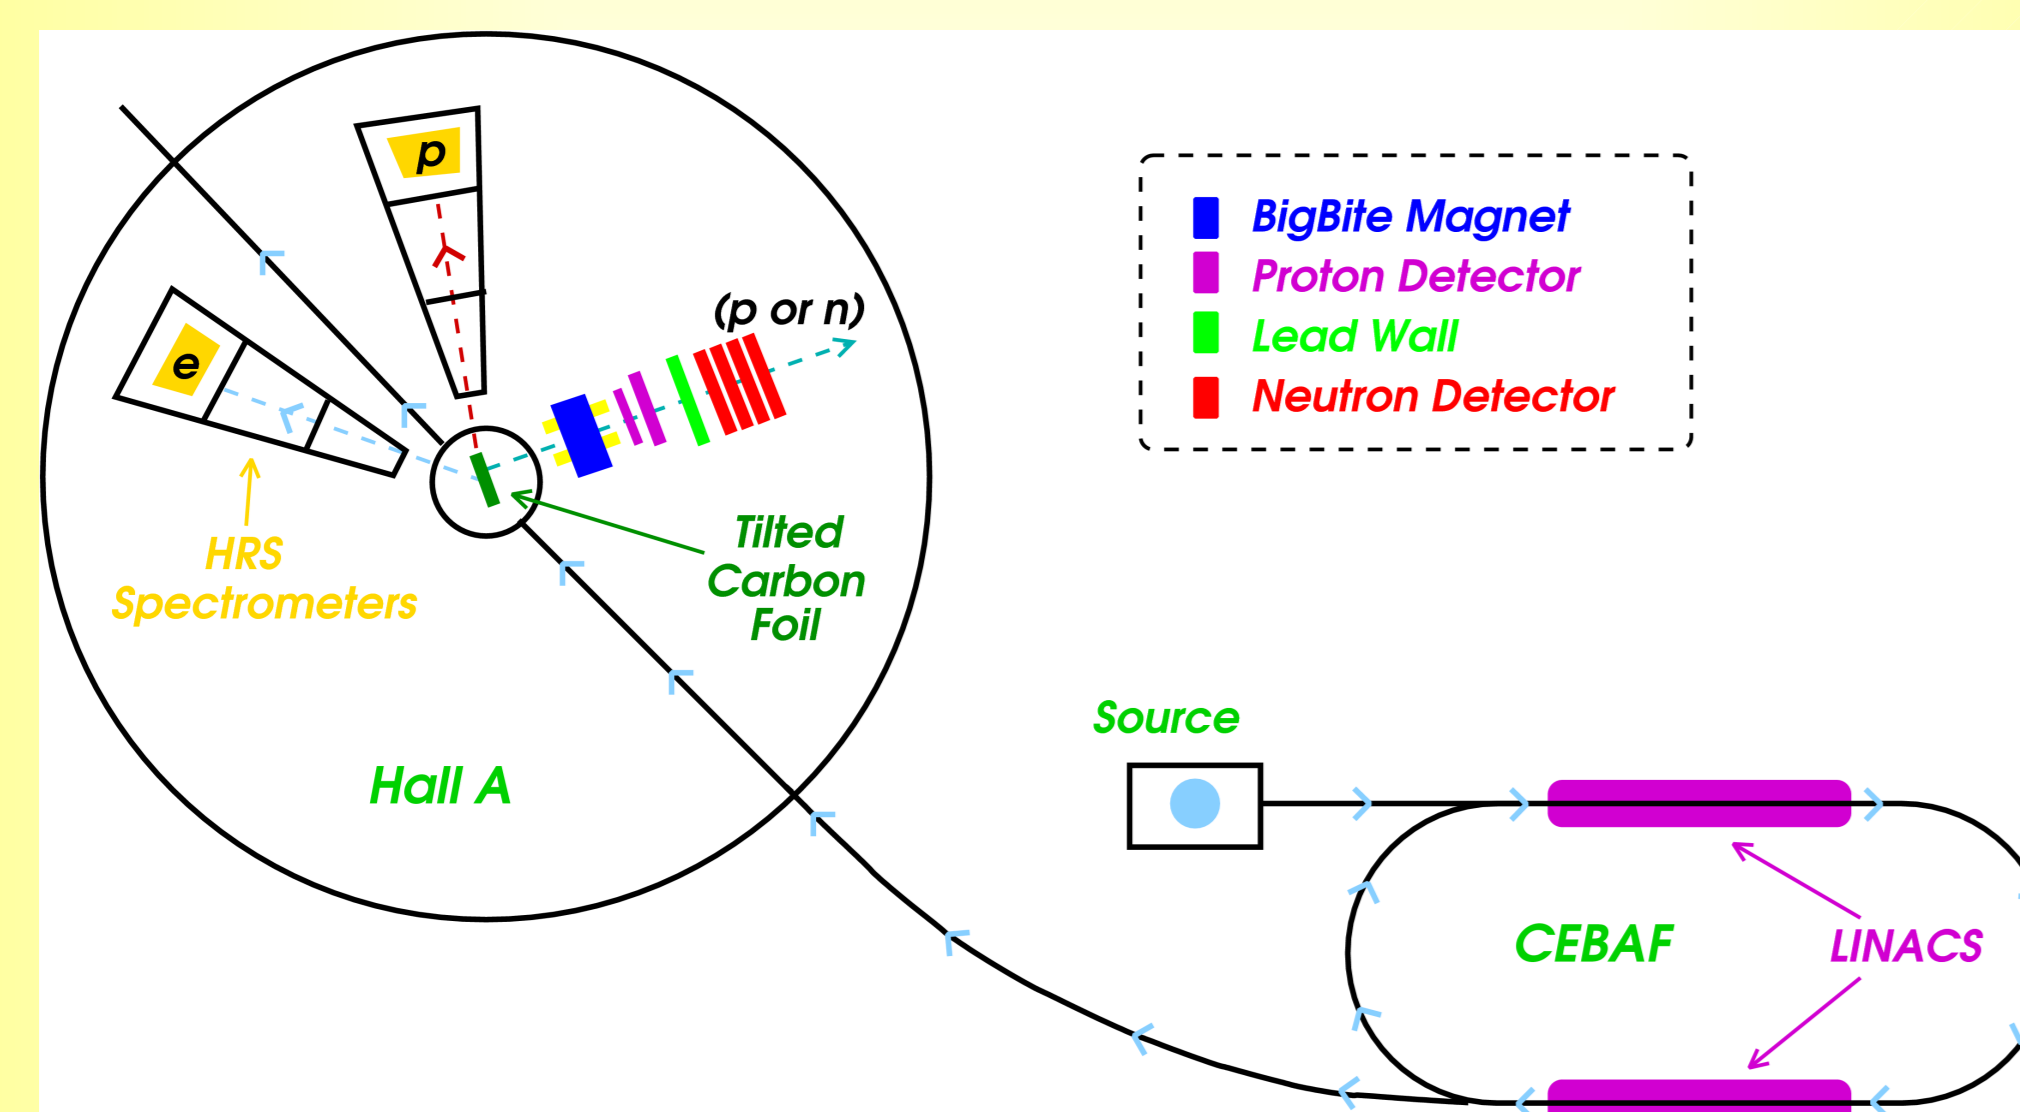 p
e
(p or n)
BigBite Magnet
Proton Detector
Lead Wall
Neutron Detector
HRS
Spectrometers
Tilted
Carbon
Foil
Hall A
Source
CEBAF
LINACS